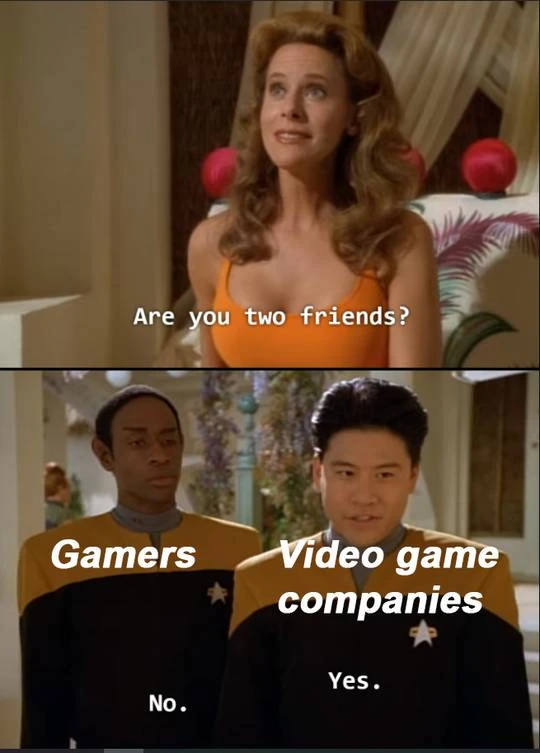 Are you two friends?
Gamers
Video game
companies
Yes.
No.